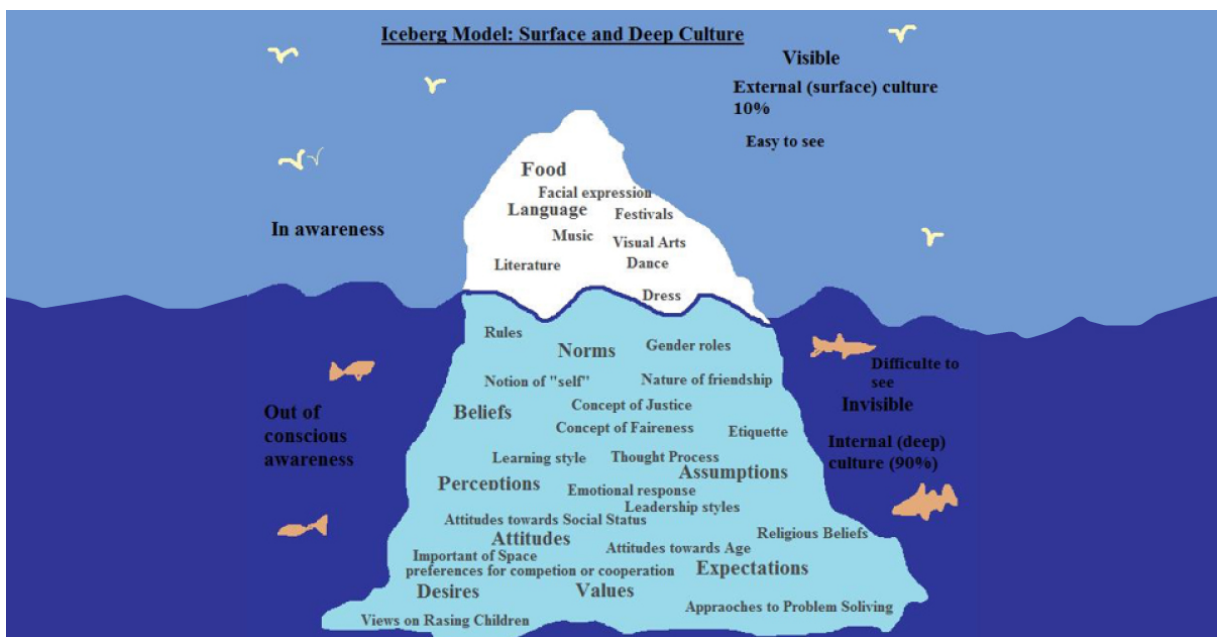 Iceberg Model: Surface and Deep Culture
Visible
External (surface) culture
10%
Easy to see
In awareness
Food
Facial expression
Language
Festivals
Music
Visual Arts
Literature
Dance
Dress
Rules
Norms
Gender roles
Notion of "self"
Nature of friendship
Beliefs
Concept of Justice
Concept of Faireness
Etiquette
Learning style
Thought Process
Assumptions
Perceptions
Emotional response
Leadership styles
Attitudes towards Social Status
Attitudes
Religious Beliefs
Attitudes towards Age
Important of Space
preferences for competion or cooperation
Expectations
Desires
Values
Appraoches to Problem Soliving
Views on Rasing Children
Out of
conscious
awareness
Difficulte to
see
Invisible
Internal (deep)
culture (90%)